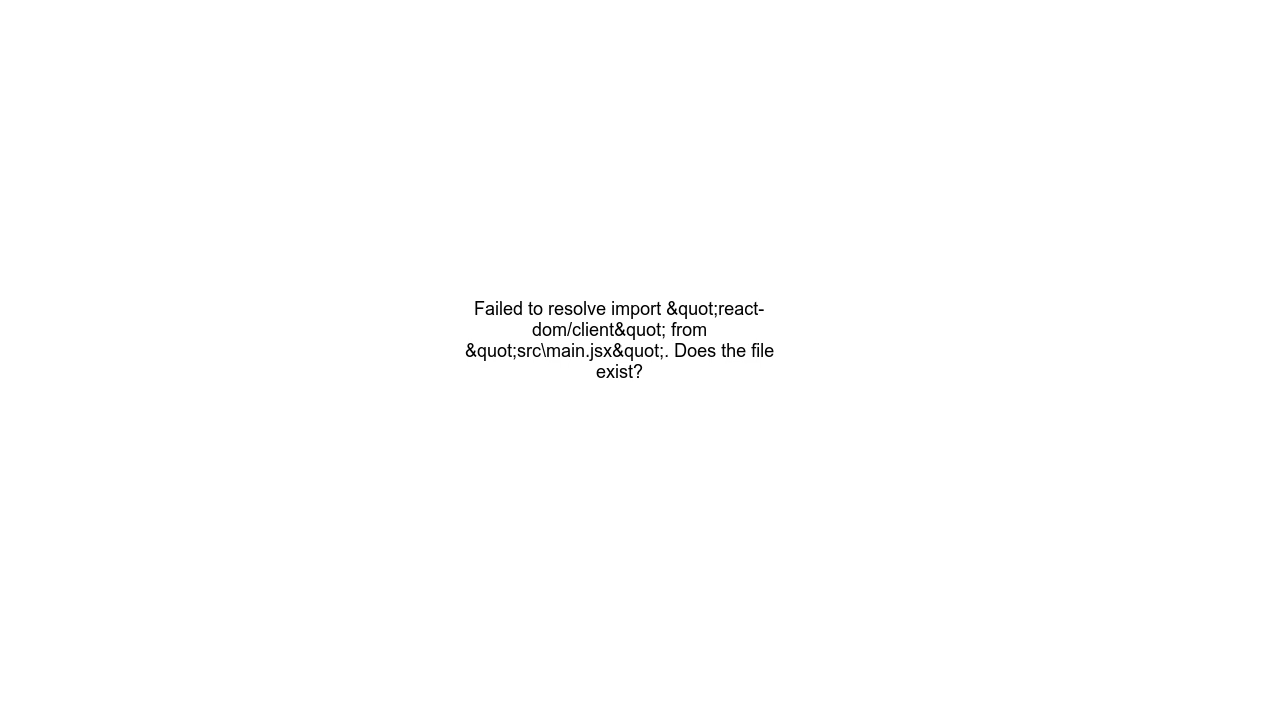 Failed to resolve import &quot;react-
dom/client&quot; from
&quot;src\main.jsx&quot;. Does the file
exist?